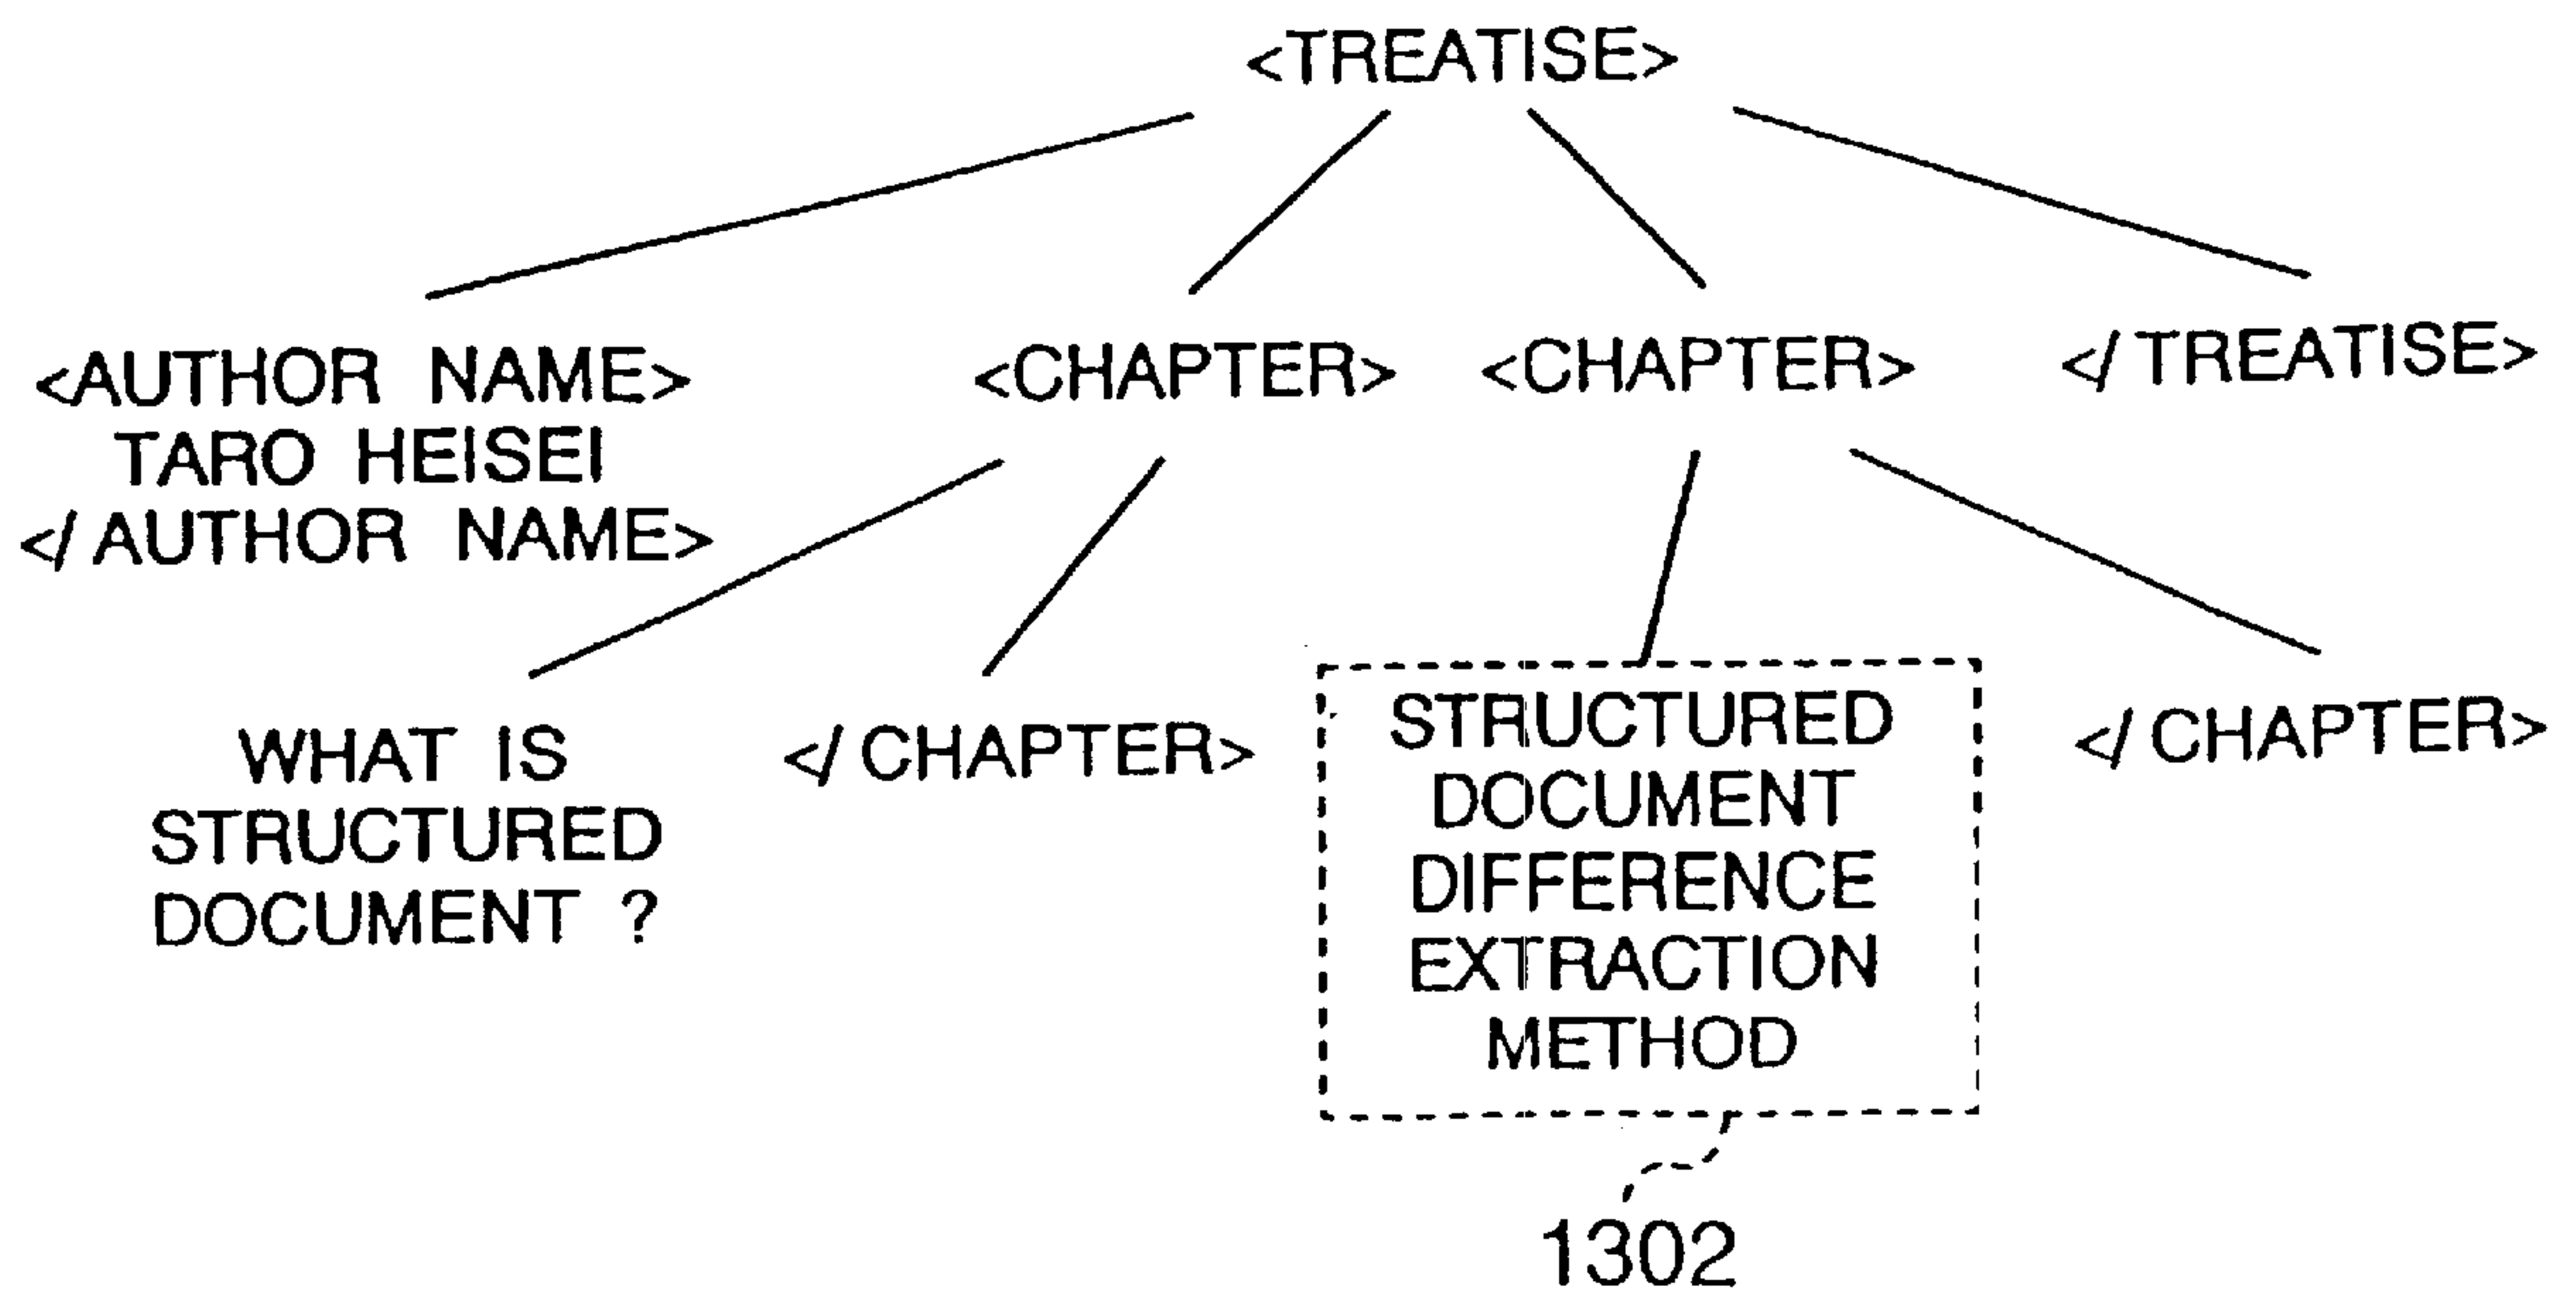 <TREATISE>
<AUTHOR NAME>
TARO HEISEI
</AUTHOR NAME>
<CHAPTER>
<CHAPTER>
</TREATISE>
WHAT IS
STRUCTURED
DOCUMENT ?
</CHAPTER>
STRUCTURED
DOCUMENT
DIFFERENCE
EXTRACTION
METHOD
</CHAPTER>
1302